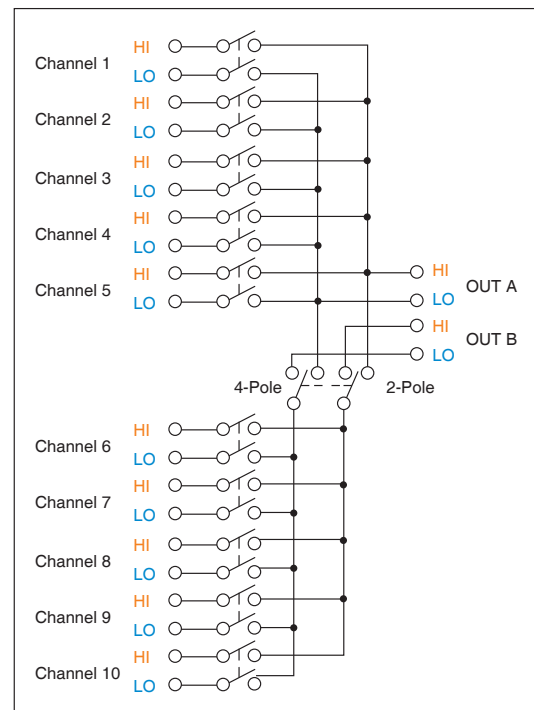 HI
Channel 1
LO
HI
Channel 2
LO
HI
Channel 3
LO
HI
Channel 4
LO
HI
Channel 5
LO
HI
OUT A
LO
HI
OUT B
LO
4-Pole 2-Pole
HI
Channel 6
LO
HI
Channel 7
LO
HI
Channel 8
LO
HI
Channel 9
LO
HI
Channel 10
LO